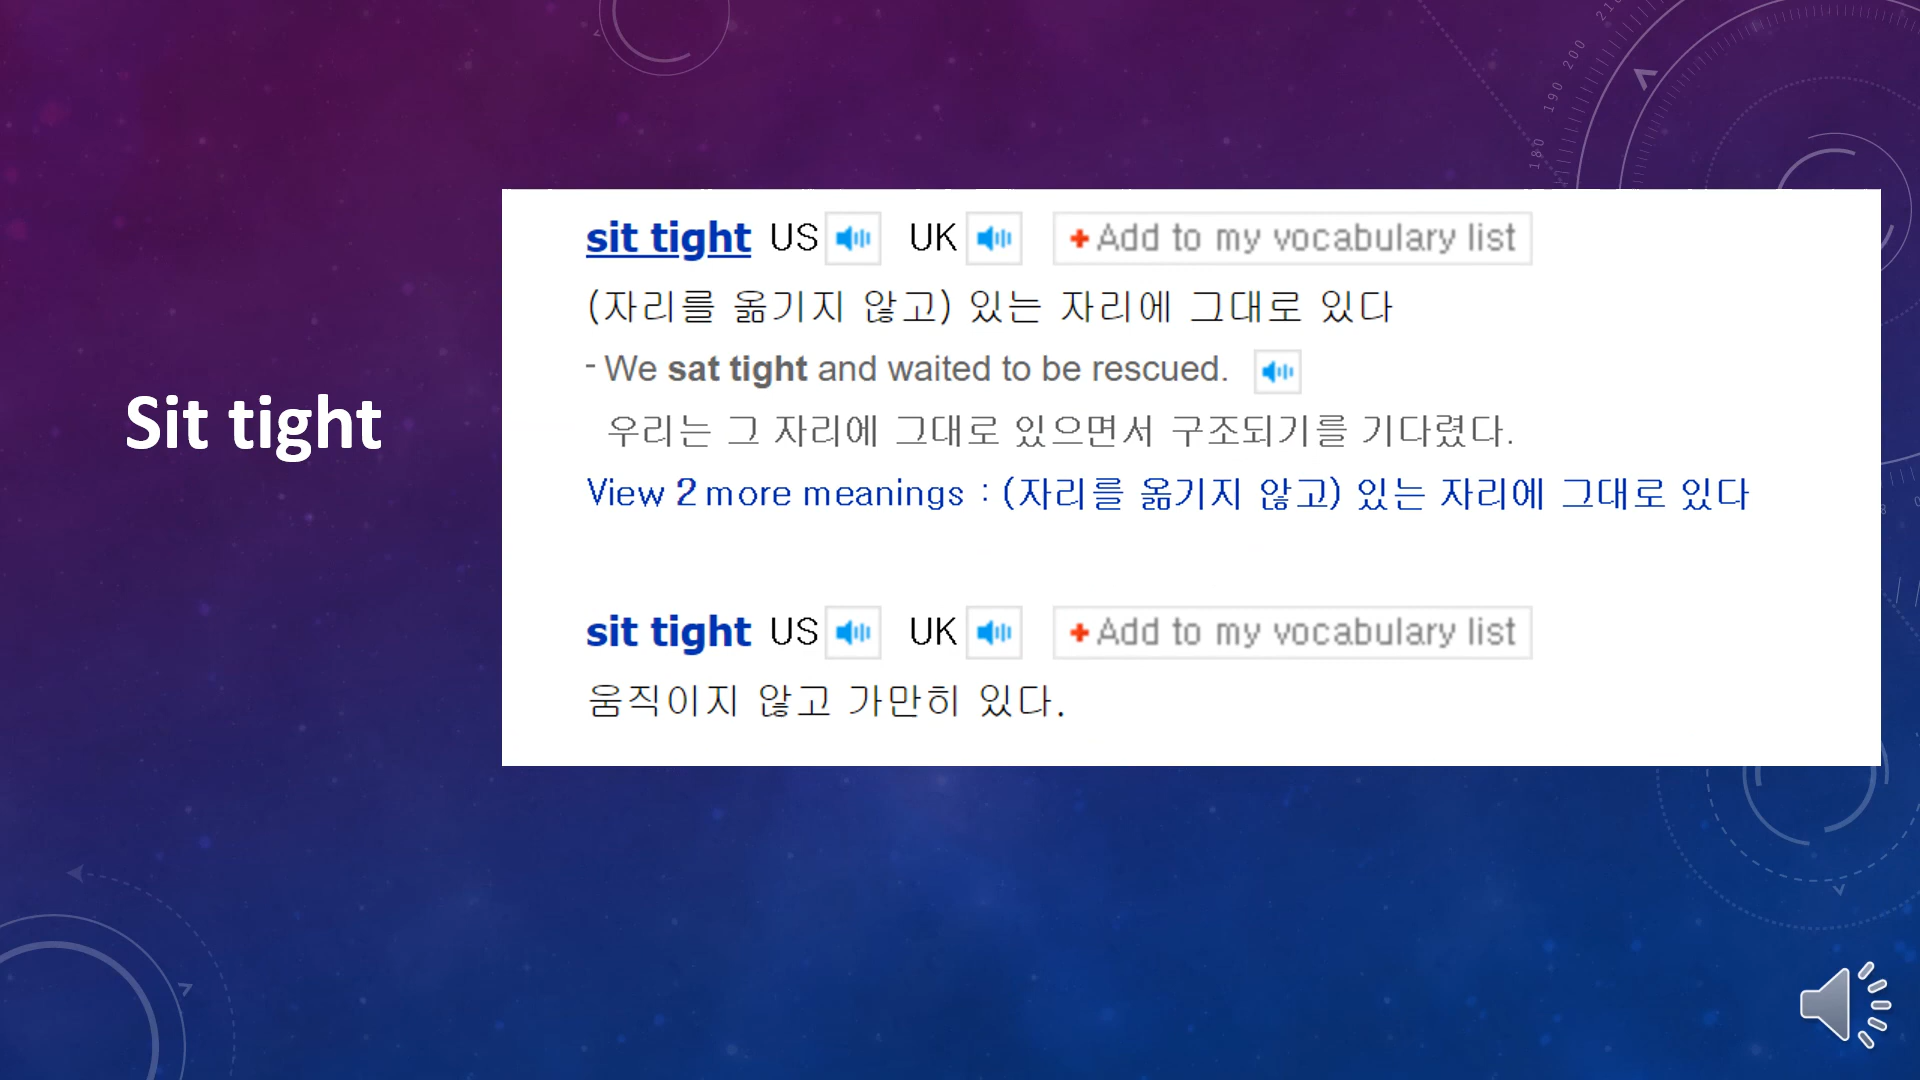 Sit tight
sit tight US UK + Add to my vocabulary list
(자리를 옮기지 않고) 있는 자리에 그대로 있다
- We sat tight and waited to be rescued.
우리는 그 자리에 그대로 있으면서 구조되기를 기다렸다.
View 2 more meanings : (자리를 옮기지 않고) 있는 자리에 그대로 있다
sit tight US UK + Add to my vocabulary list
움직이지 않고 가만히 있다.
180
190
200